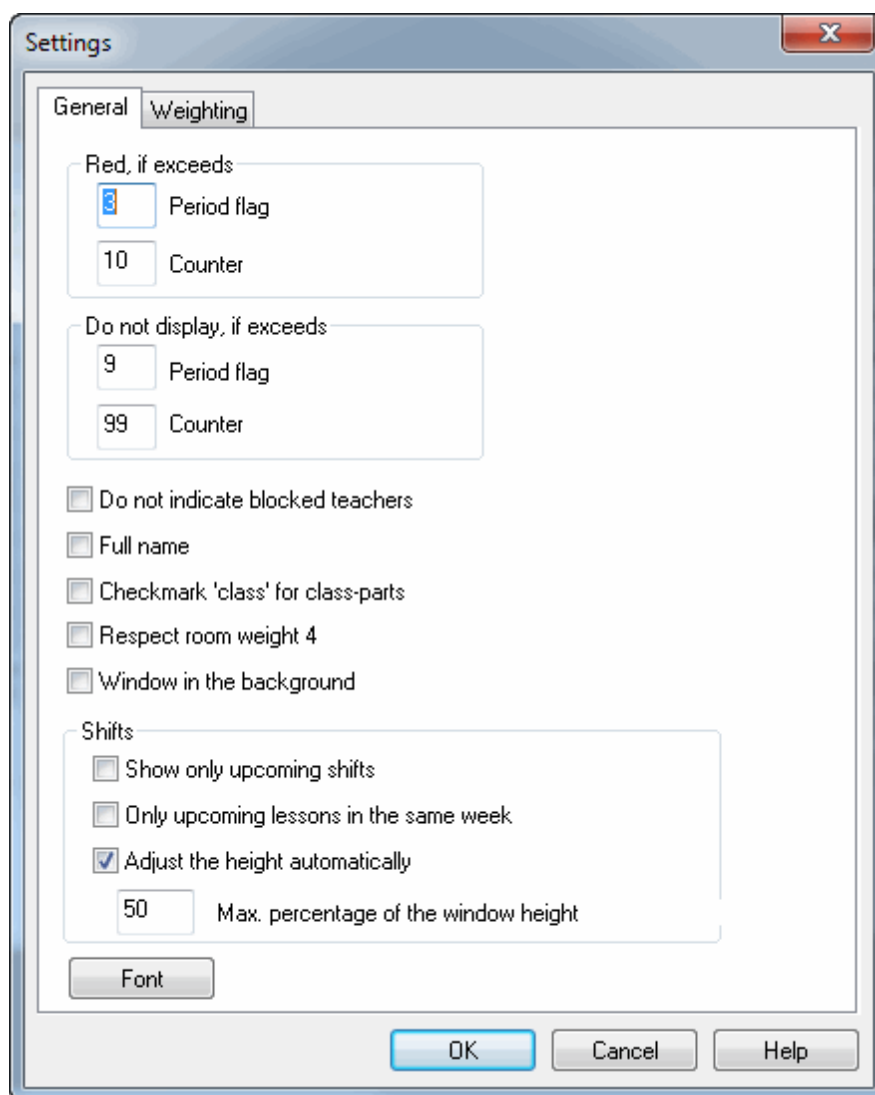 Settings
General Weighting
Red, if exceeds
3 Period flag
10 Counter
Do not display, if exceeds
9 Period flag
99 Counter
Do not indicate blocked teachers
Full name
Checkmark 'class' for class-parts
Respect room weight 4
Window in the background
Shifts
Show only upcoming shifts
Only upcoming lessons in the same week
Adjust the height automatically
50 Max. percentage of the window height
Font
OK Cancel Help